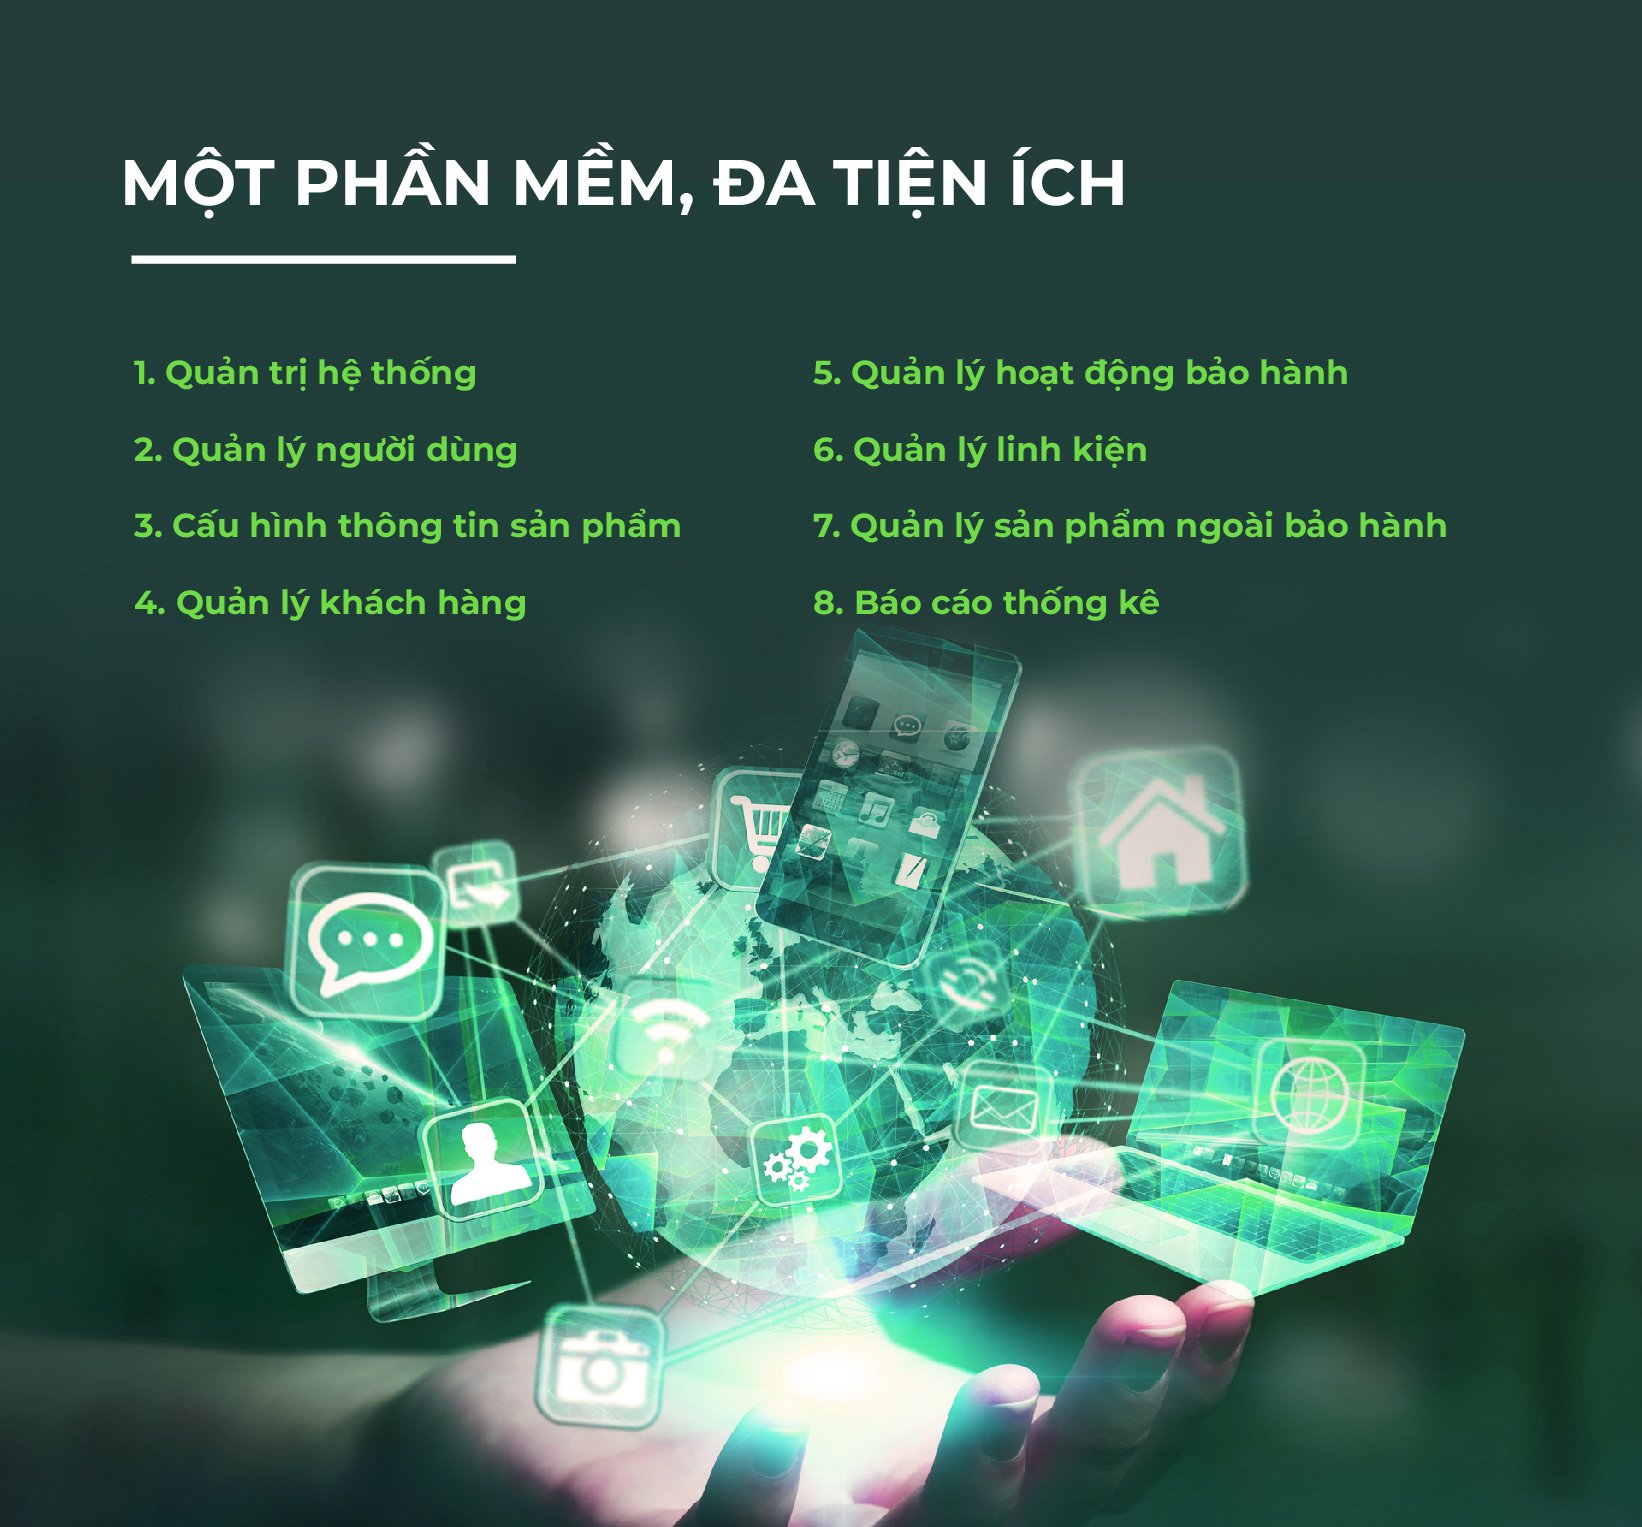 MỘT PHẦN MỀM, ĐA TIỆN ÍCH
1. Quản trị hệ thống
2. Quản lý người dùng
3. Cấu hình thông tin sản phẩm
4. Quản lý khách hàng
5. Quản lý hoạt động bảo hành
6. Quản lý linh kiện
7. Quản lý sản phẩm ngoài bảo hành
8. Báo cáo thống kê